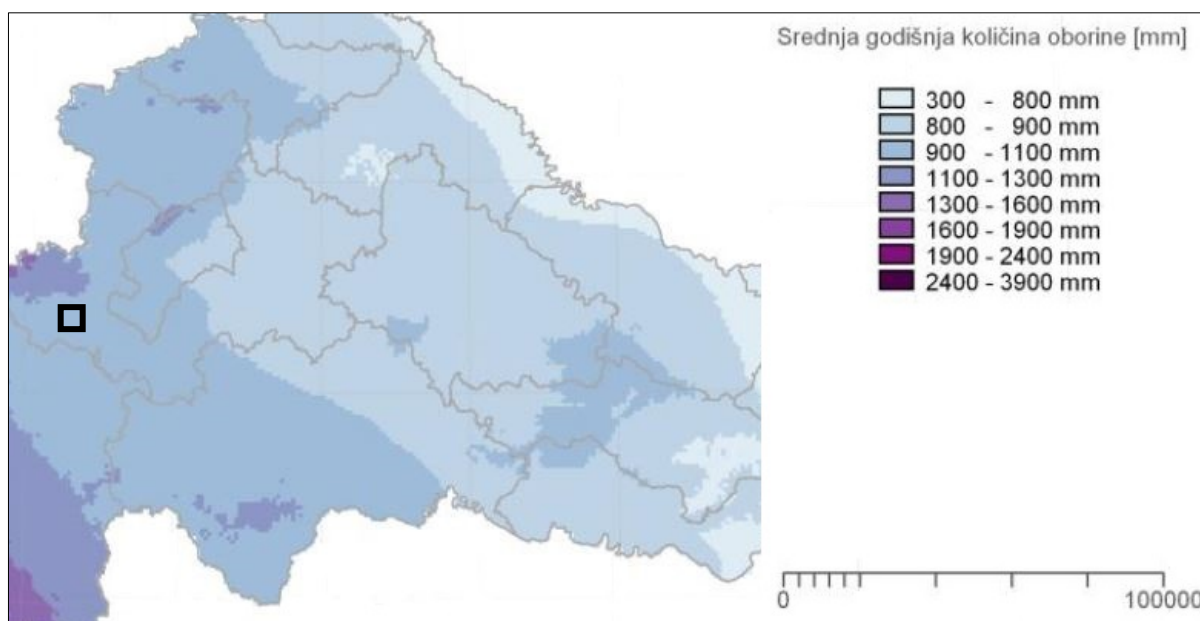 Srednja godišnja količina oborine [mm]
300 - 800 mm
800 - 900 mm
900 - 1100 mm
1100 - 1300 mm
1300 - 1600 mm
1600 - 1900 mm
1900 - 2400 mm
2400 - 3900 mm
0 100000